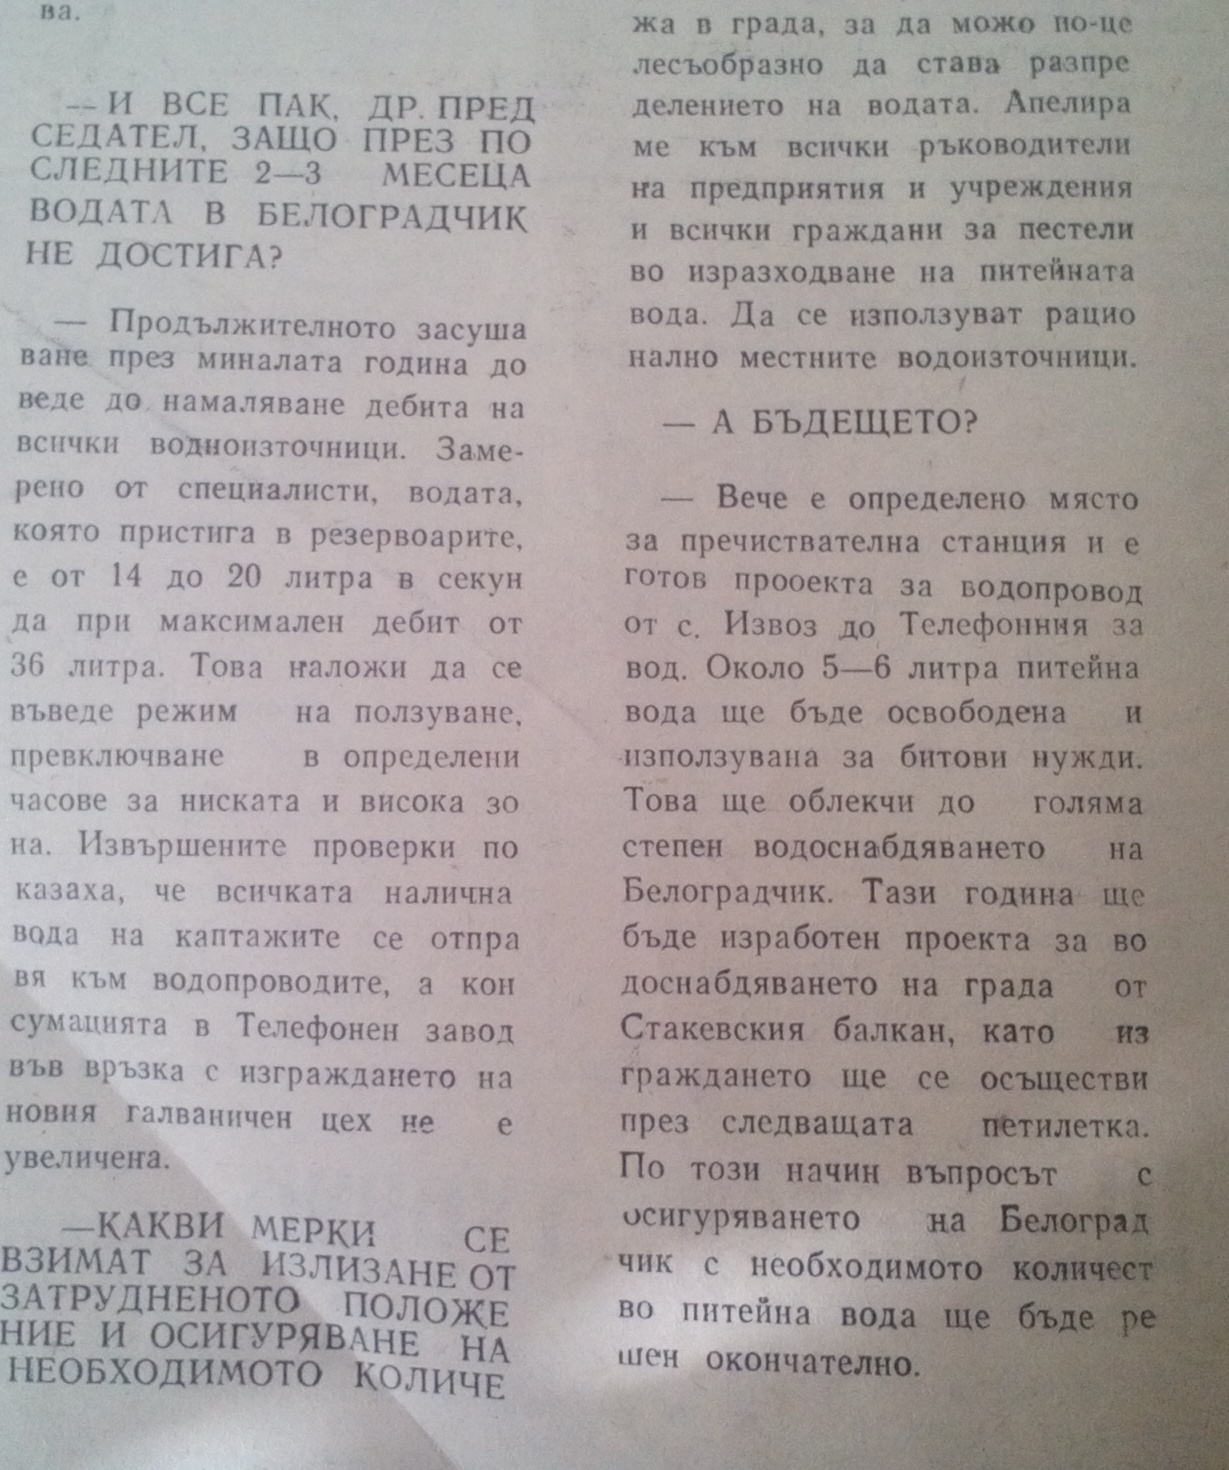 ва.
— И ВСЕ ПАК, ДР. ПРЕД
СЕДАТЕЛ, ЗАЩО ПРЕЗ ПО
СЛЕДНИТЕ 2—3 МЕСЕЦА
ВОДАТА В БЕЛОГРАДЧИК
НЕ ДОСТИГА?
— Продължителното засуша
ване през миналата година до
веде до намаляване дебита на
всички водноизточници. Заме-
рено от специалисти, водата,
която пристига в резервоарите,
е от 14 до 20 литра в секун
да при максимален дебит от
36 литра. Това наложи да се
въведе режим на ползуване,
превключване в определени
часове за ниската и висока зо
на. Извършените проверки по
казаха, че всичката налична
вода на каптажите се отпра
вя към водопроводите, а кон
сумацията в Телефонен завод
във връзка с изграждането на
новия галваничен цех не е
увеличена.
—КАКВИ МЕРКИ СЕ
ВЗИМАТ ЗА ИЗЛИЗАНЕ ОТ
ЗАТРУДНЕНОТО ПОЛОЖЕ
НИЕ И ОСИГУРЯВАНЕ НА
НЕОБХОДИМОТО КОЛИЧЕ
жа в града, за да можо по-це
лесъобразно да става разпре
делението на водата. Апелира
ме към всички ръководители
на предприятия и учреждения
и всички граждани за пестели
во изразходване на питейната
вода. Да се използуват рацио
нално местните водоизточници.
— А БЪДЕЩЕТО?
— Вече е определено място
за пречиствателна станция и е
готов прооекта за водопровод
от с. Извоз до Телефонния за
вод. Около 5—6 литра питейна
вода ще бъде освободена и
използувана за битови нужди.
Това ще облекчи до голяма
степен водоснабдяването на
Белоградчик. Тази година ще
бъде изработен проекта за во
доснабдяването на града от
Стакевския балкан, като из
граждането ще се осъществи
през следващата петилетка.
По този начин въпросът с
осигуряването на Белоград
чик с необходимото количест
во питейна вода ще бъде ре
шен окончателно.